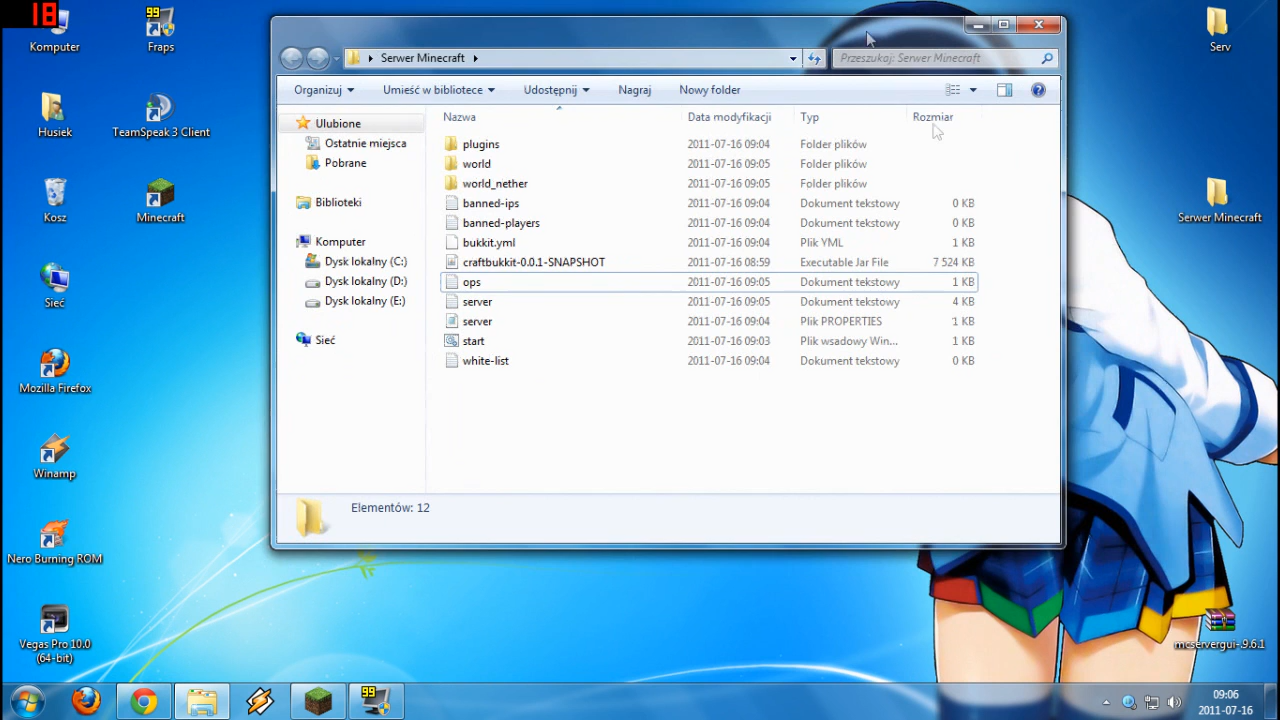 18
Komputer
99
Fraps
Husiek
TeamSpeak 3 Client
Kosz
Minecraft
Sieć
Mozilla Firefox
Winamp
Nero Burning ROM
Vegas Pro 10.0
(64-bit)
Serv
Serwer Minecraft
mcservergui-.9.6.1
Serwer Minecraft
Przeszukaj: Serwer Minecraft
Organizuj
Umieść w bibliotece
Udostępnij
Nagraj
Nowy folder
Ulubione
Ostatnie miejsca
Pobrane
Biblioteki
Komputer
Dysk lokalny (C:)
Dysk lokalny (D:)
Dysk lokalny (E:)
Sieć
Nazwa Data modyfikacji Typ Rozmiar
plugins 2011-07-16 09:04 Folder plików
world 2011-07-16 09:05 Folder plików
world_nether 2011-07-16 09:05 Folder plików
banned-ips 2011-07-16 09:04 Dokument tekstowy 0 KB
banned-players 2011-07-16 09:04 Dokument tekstowy 0 KB
bukkit.yml 2011-07-16 09:04 Plik YML 1 KB
craftbukkit-0.0.1-SNAPSHOT 2011-07-16 08:59 Executable Jar File 7 524 KB
ops 2011-07-16 09:05 Dokument tekstowy 1 KB
server 2011-07-16 09:05 Dokument tekstowy 4 KB
server 2011-07-16 09:04 Plik PROPERTIES 1 KB
start 2011-07-16 09:03 Plik wsadowy Win... 1 KB
white-list 2011-07-16 09:04 Dokument tekstowy 0 KB
Elementów: 12
99
09:06
2011-07-16